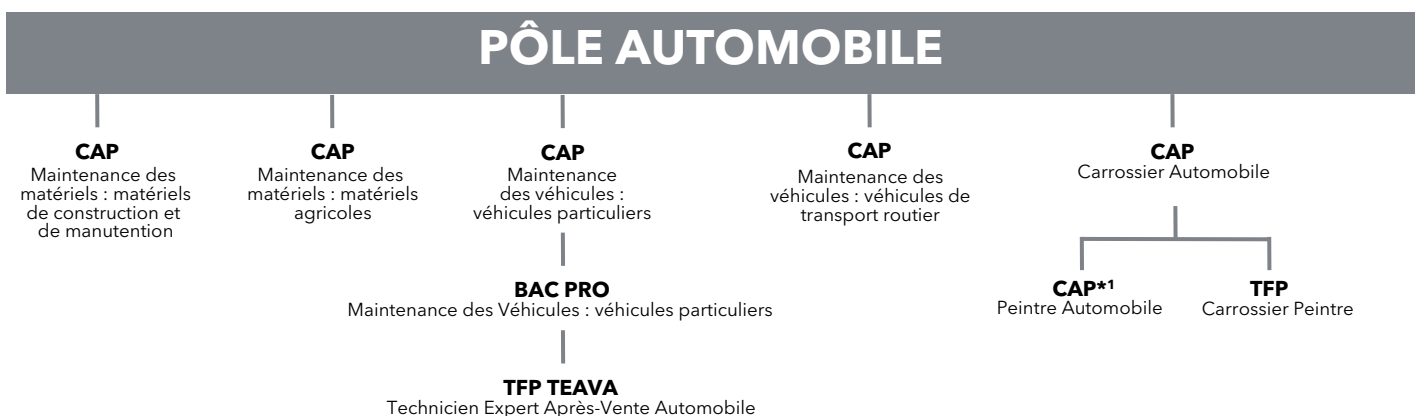 PÔLE AUTOMOBILE
CAP
Maintenance des
matériels : matériels
de construction et
de manutention
CAP
Maintenance des
matériels : matériels
agricoles
CAP
Maintenance
des véhicules :
véhicules particuliers
CAP
Maintenance des
véhicules : véhicules de
transport routier
CAP
Carrossier Automobile
BAC PRO
Maintenance des Véhicules : véhicules particuliers
CAP*¹
Peintre Automobile
TFP
Carrossier Peintre
TFP TEAVA
Technicien Expert Après-Vente Automobile